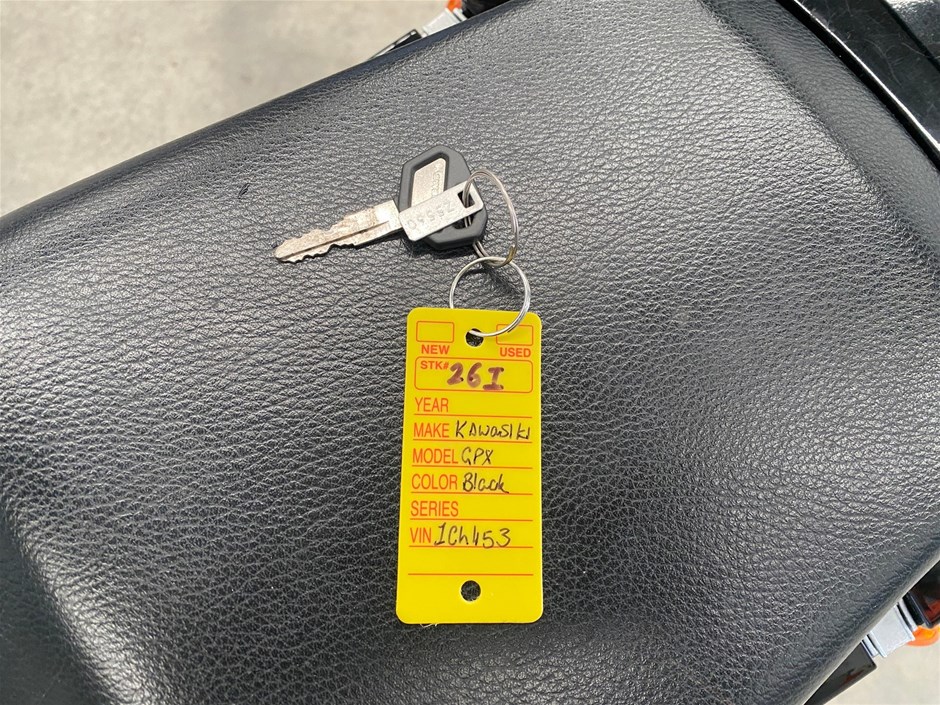 NEW USED
STK# 26I
YEAR
MAKE KAwasiki
MODEL GPX
COLOR Black
SERIES
VIN 1Ch453